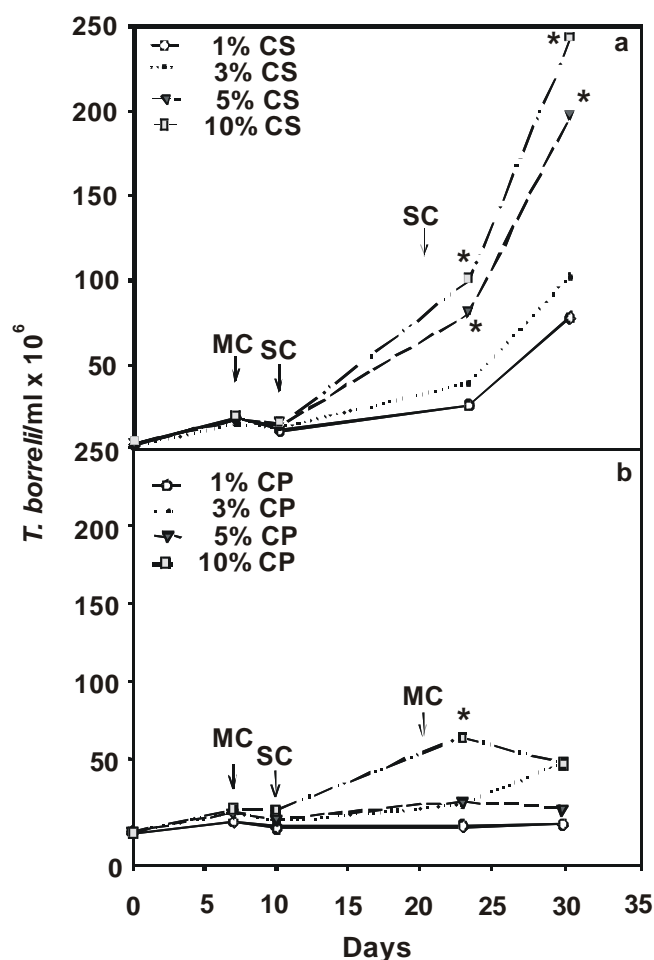 250
a
1% CS
3% CS
5% CS
10% CS
200
150
100
50
SC
MC
SC
*
*
*
*
T. borreli/ml x 10⁶
250
b
1% CP
3% CP
5% CP
10% CP
200
150
100
50
0
MC
SC
MC
*
0 5 10 15 20 25 30 35
Days